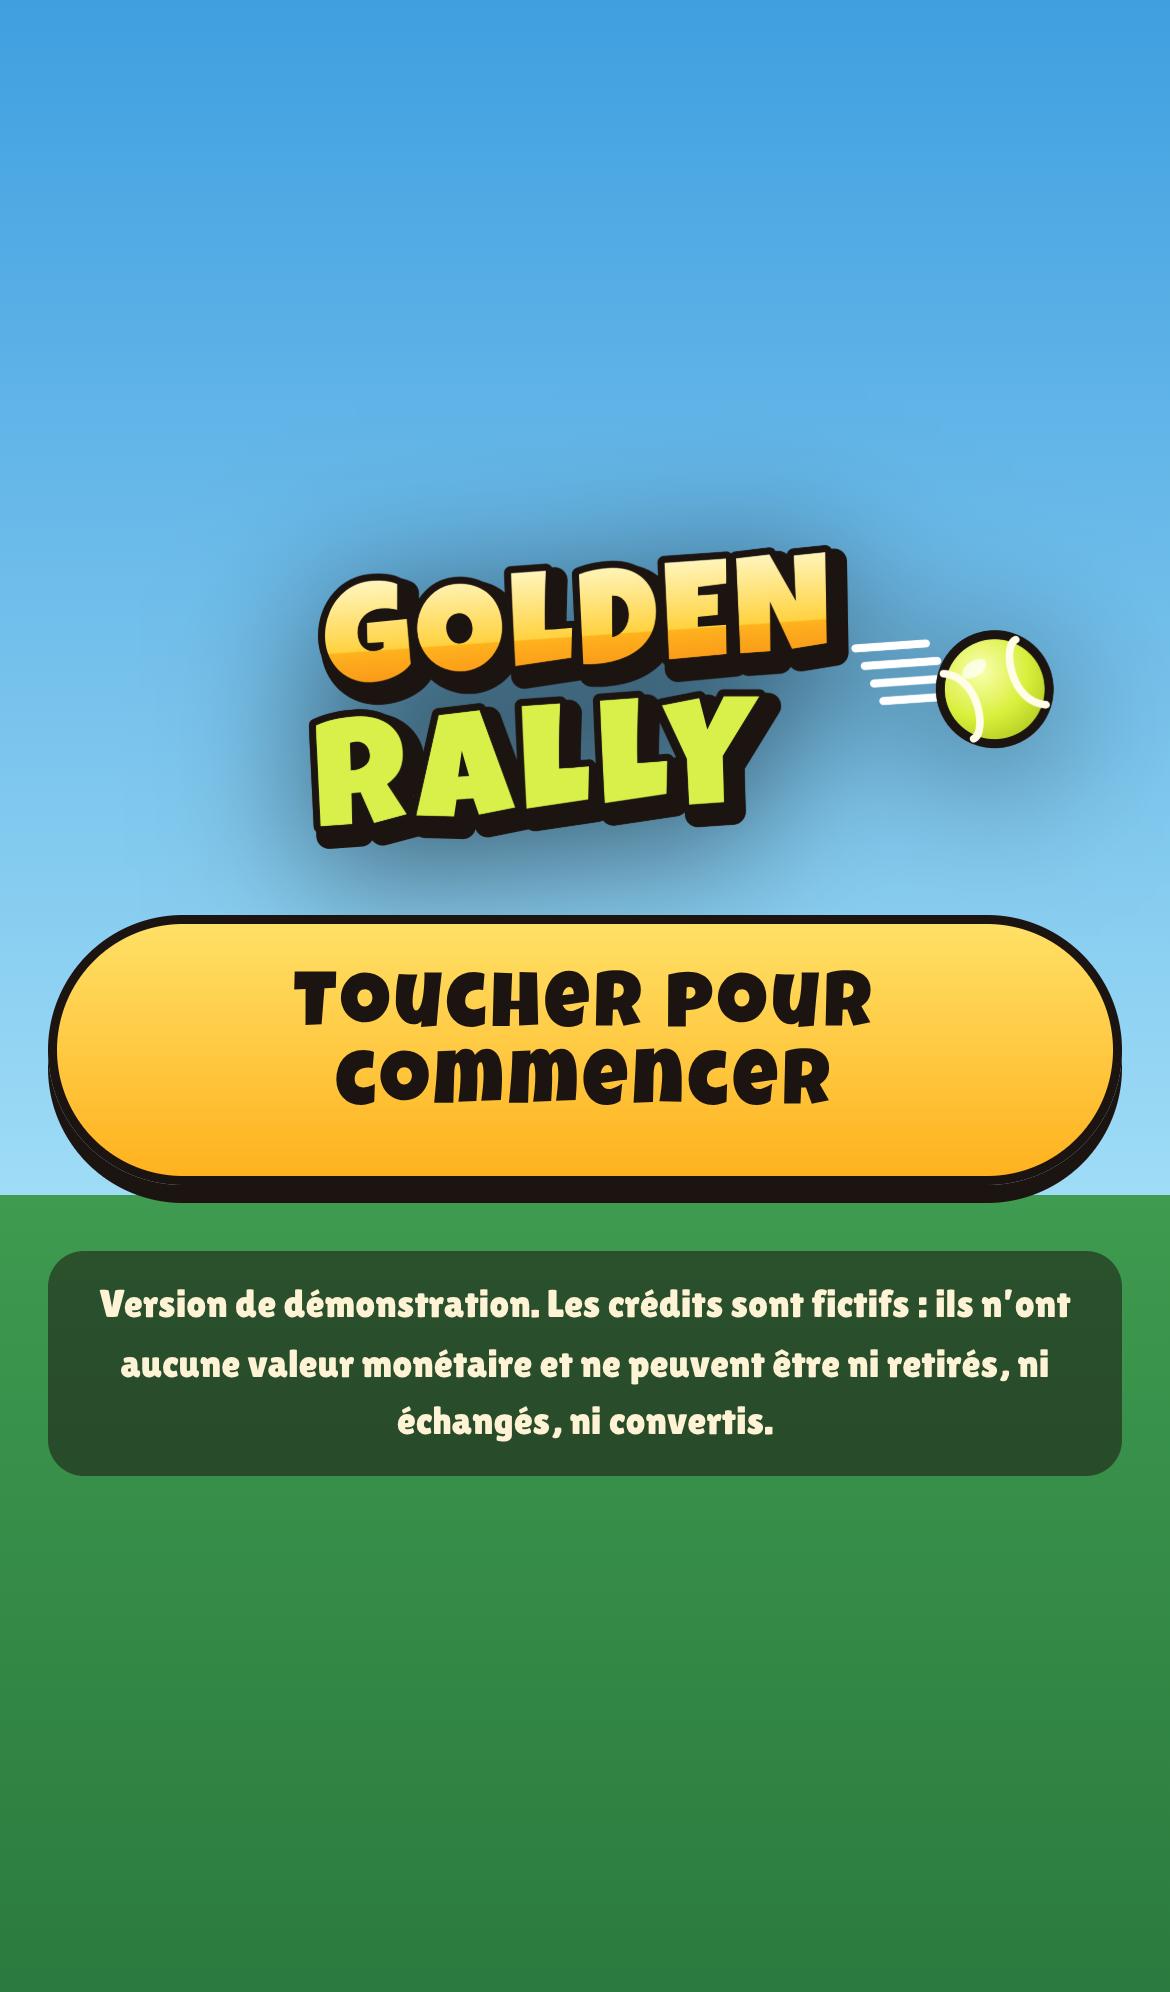 GOLDEN
RALLY
TOUCHER POUR
COMMENCER
Version de démonstration. Les crédits sont fictifs : ils n'ont
aucune valeur monétaire et ne peuvent être ni retirés, ni
échangés, ni convertis.